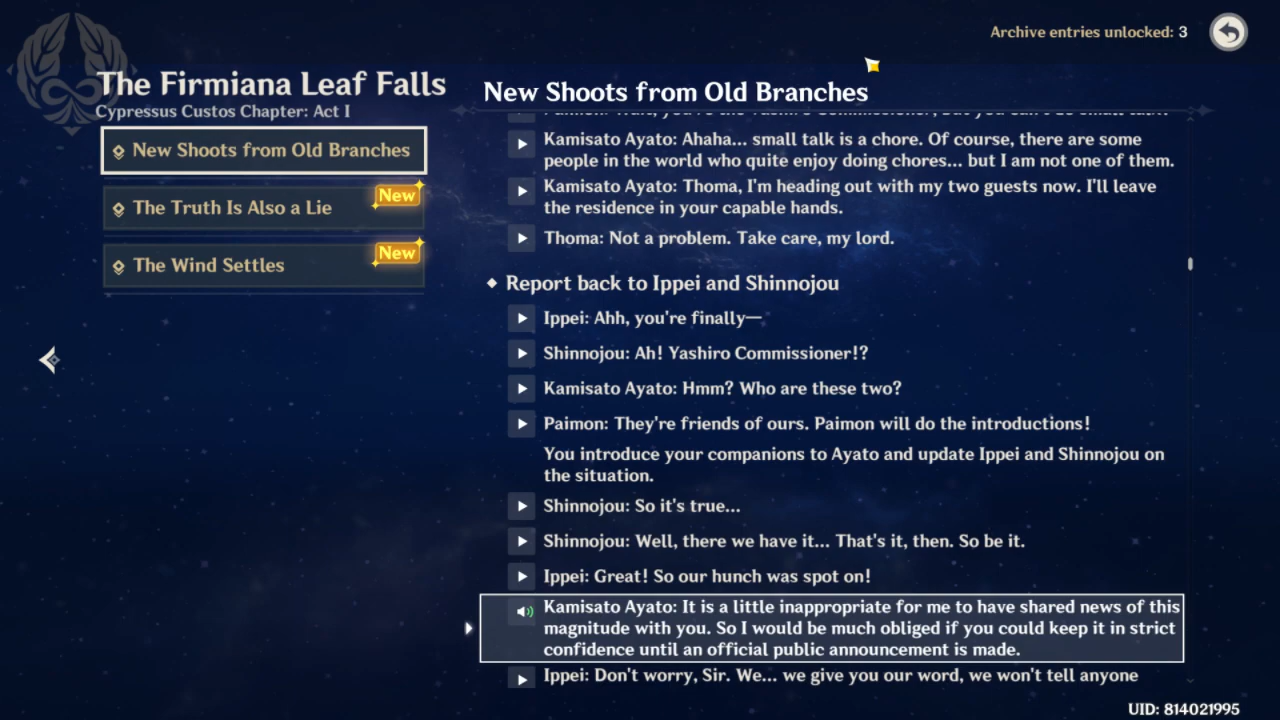 Archive entries unlocked: 3
The Firmiana Leaf Falls
Cypressus Custos Chapter: Act I
New Shoots from Old Branches
New
The Truth Is Also a Lie
New
The Wind Settles
New Shoots from Old Branches
Kamisato Ayato: Ahaha... small talk is a chore. Of course, there are some
people in the world who quite enjoy doing chores... but I am not one of them.
Kamisato Ayato: Thoma, I'm heading out with my two guests now. I'll leave
the residence in your capable hands.
Thoma: Not a problem. Take care, my lord.
Report back to Ippei and Shinnojou
Ippei: Ahh, you're finally—
Shinnojou: Ah! Yashiro Commissioner!?
Kamisato Ayato: Hmm? Who are these two?
Paimon: They're friends of ours. Paimon will do the introductions!
You introduce your companions to Ayato and update Ippei and Shinnojou on
the situation.
Shinnojou: So it's true...
Shinnojou: Well, there we have it... That's it, then. So be it.
Ippei: Great! So our hunch was spot on!
Kamisato Ayato: It is a little inappropriate for me to have shared news of this
magnitude with you. So I would be much obliged if you could keep it in strict
confidence until an official public announcement is made.
Ippei: Don't worry, Sir. We... we give you our word, we won't tell anyone
UID: 814021995